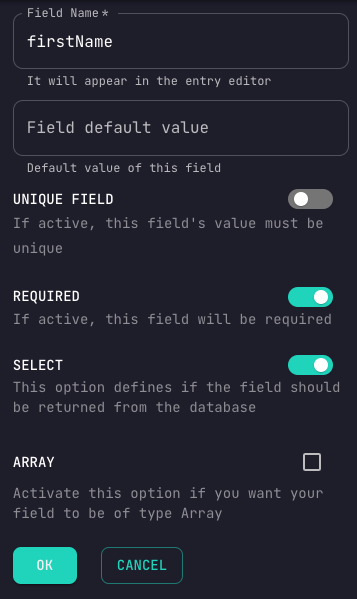 Field Name*
firstName
It will appear in the entry editor
Field default value
Default value of this field
UNIQUE FIELD
If active, this field's value must be
unique
REQUIRED
If active, this field will be required
SELECT
This option defines if the field should
be returned from the database
ARRAY
Activate this option if you want your
field to be of type Array
OK CANCEL